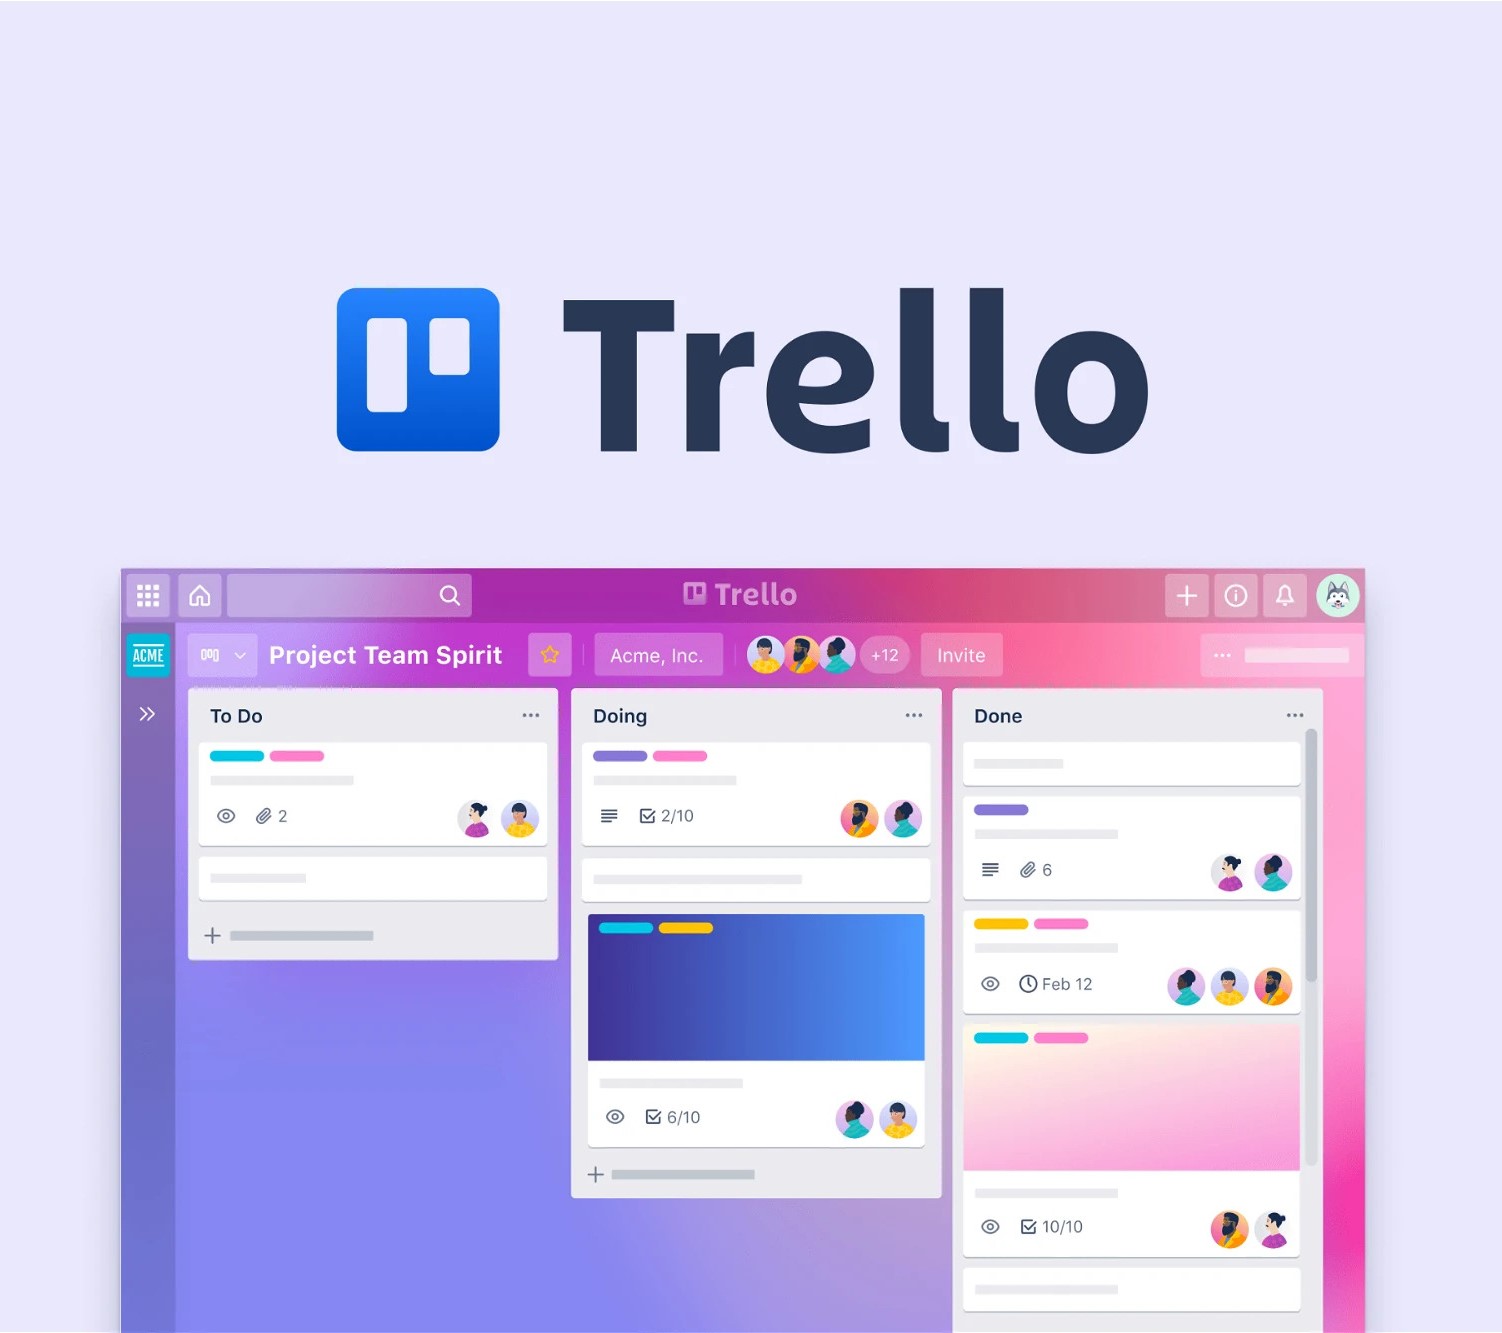 Trello
Trello
ACME
Project Team Spirit
Acme, Inc.
+12
Invite
To Do
2
Doing
2/10
6/10
Done
6
Feb 12
10/10